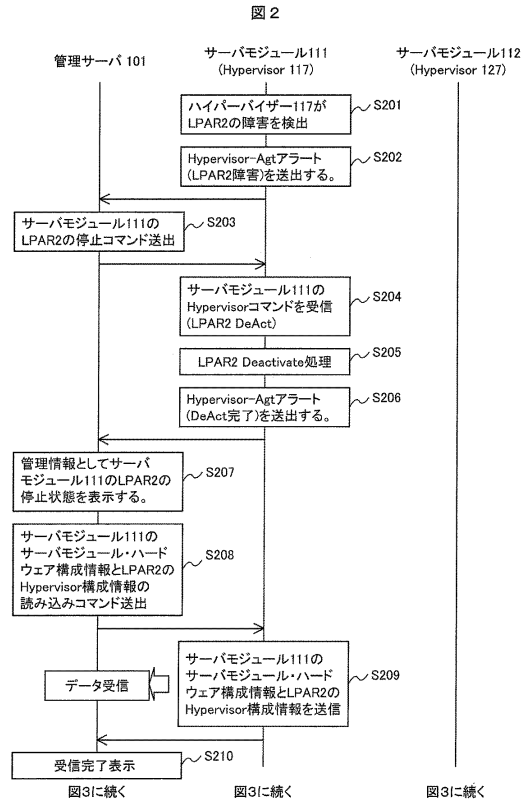 図2
管理サーバ 101
サーバモジュール111
(Hypervisor 117)
サーバモジュール112
(Hypervisor 127)
ハイパーバイザー117が
LPAR2の障害を検出
S201
Hypervisor-Agtアラート
(LPAR2障害)を送出する。
S202
サーバモジュール111の
LPAR2の停止コマンド送出
S203
サーバモジュール111の
Hypervisorコマンドを受信
(LPAR2 DeAct)
S204
LPAR2 Deactivate処理
S205
Hypervisor-Agtアラート
(DeAct完了)を送出する。
S206
管理情報としてサーバ
モジュール111のLPAR2の
停止状態を表示する。
S207
サーバモジュール111の
サーバモジュール・ハード
ウェア構成情報とLPAR2の
Hypervisor構成情報の
読み込みコマンド送出
S208
サーバモジュール111の
サーバモジュール・ハード
ウェア構成情報とLPAR2の
Hypervisor構成情報を送信
S209
データ受信
受信完了表示
S210
図3に続く
図3に続く
図3に続く